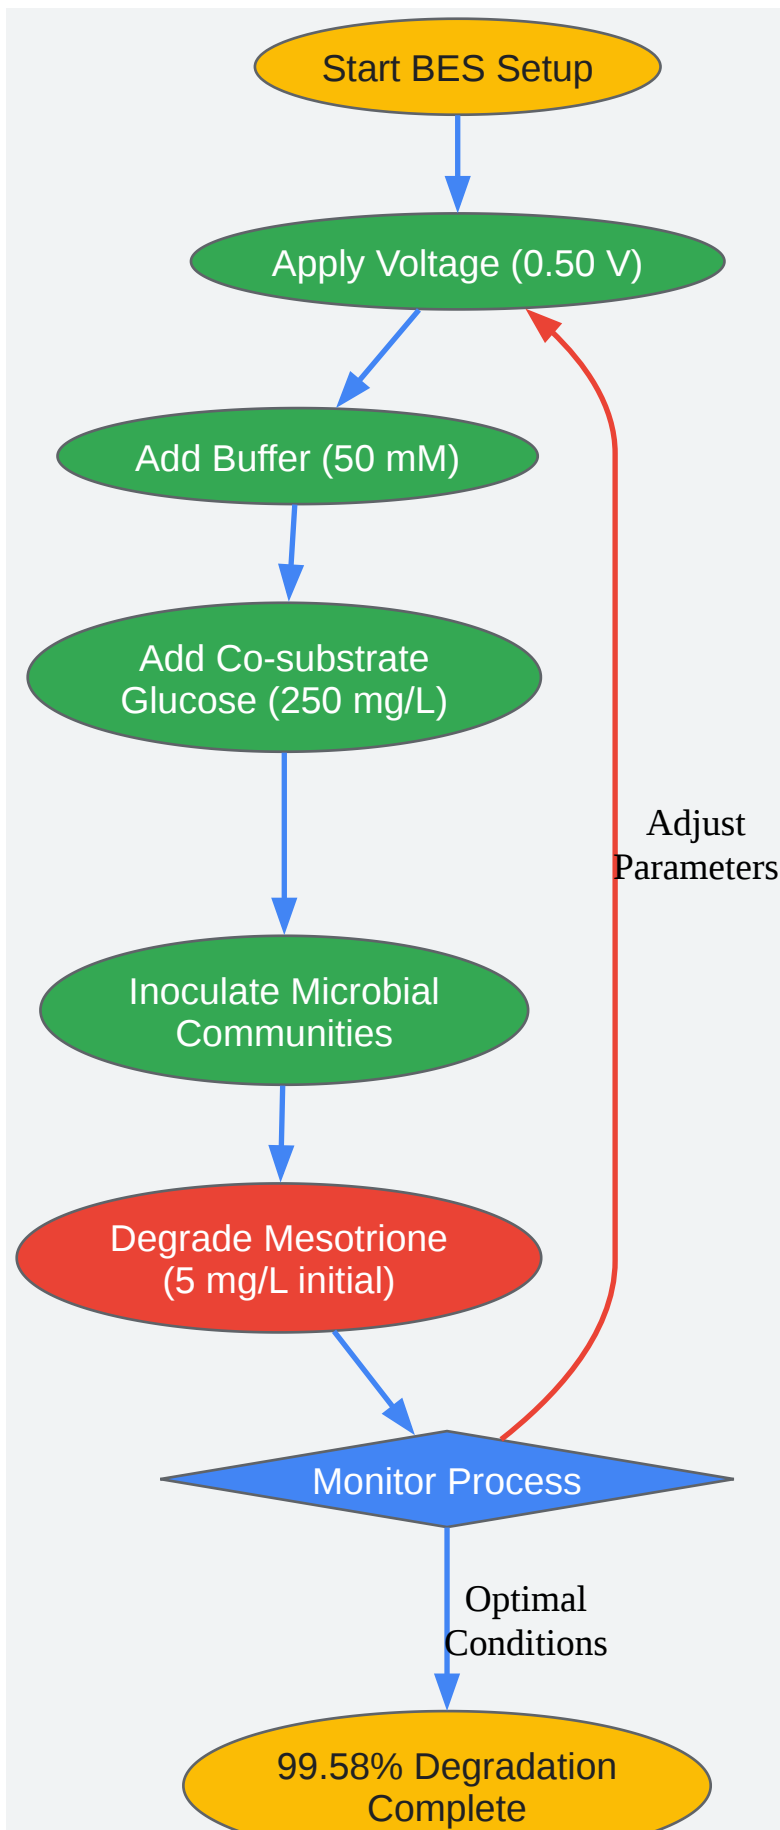 Start BES Setup
Apply Voltage (0.50 V)
Add Buffer (50 mM)
Add Co-substrate
Glucose (250 mg/L)
Adjust
Parameters
Inoculate Microbial
Communities
Degrade Mesotrione
(5 mg/L initial)
Monitor Process
Optimal
Conditions
99.58% Degradation
Complete